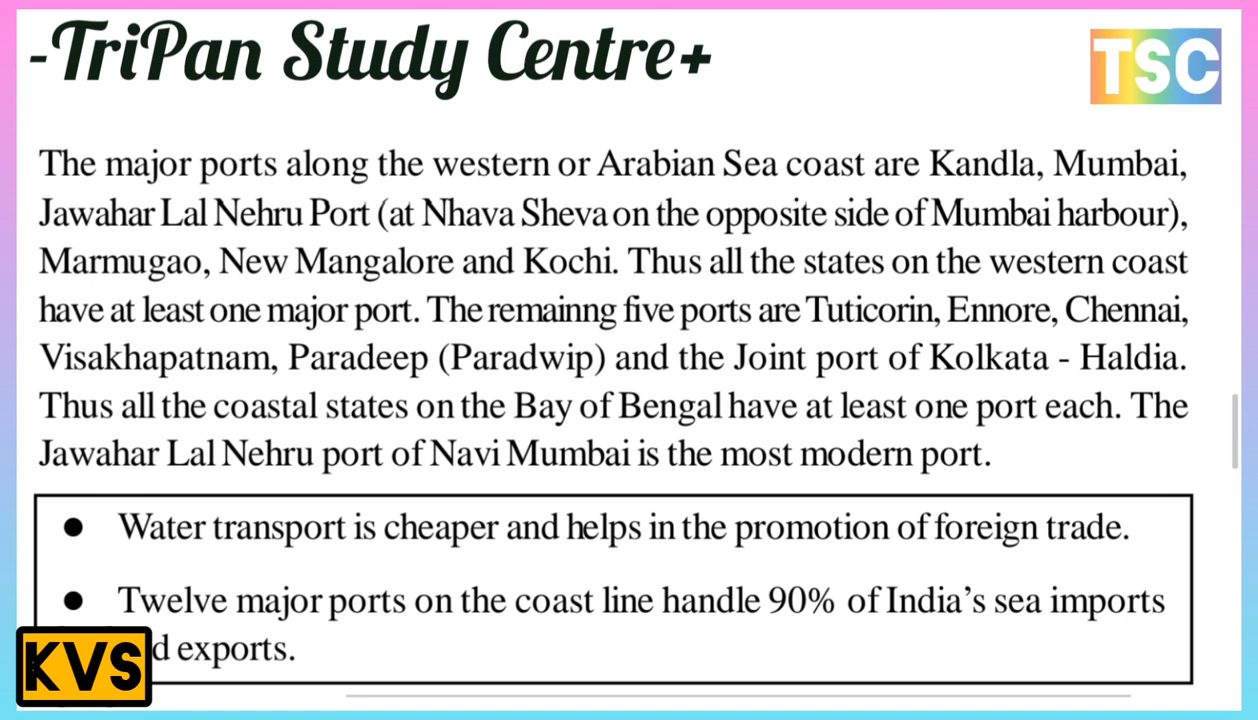 -TriPan Study Centre+
TSC
The major ports along the western or Arabian Sea coast are Kandla, Mumbai,
Jawahar Lal Nehru Port (at Nhava Sheva on the opposite side of Mumbai harbour),
Marmugao, New Mangalore and Kochi. Thus all the states on the western coast
have at least one major port. The remainng five ports are Tuticorin, Ennore, Chennai,
Visakhapatnam, Paradeep (Paradwip) and the Joint port of Kolkata - Haldia.
Thus all the coastal states on the Bay of Bengal have at least one port each. The
Jawahar Lal Nehru port of Navi Mumbai is the most modern port.
● Water transport is cheaper and helps in the promotion of foreign trade.
● Twelve major ports on the coast line handle 90% of India’s sea imports
d exports.
KVS